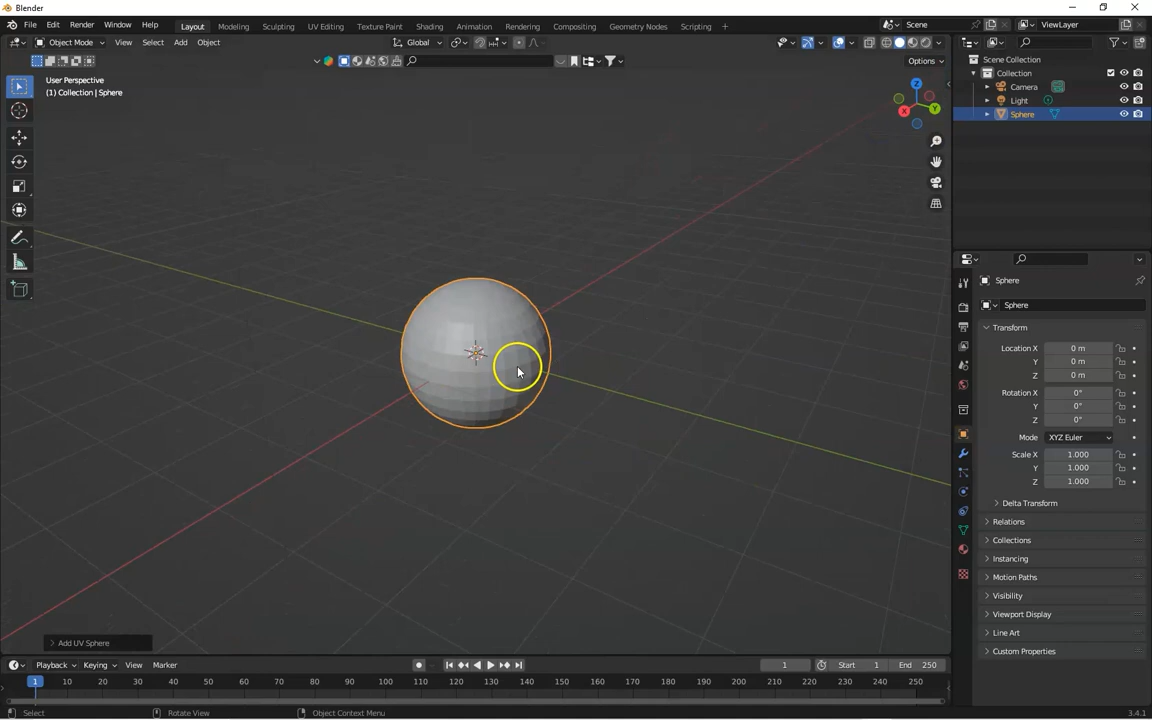 Blender
File Edit Render Window Help Layout Modeling Sculpting UV Editing Texture Paint Shading Animation Rendering Compositing Geometry Nodes Scripting + Scene ViewLayer
Object Mode View Select Add Object Global
Options
User Perspective
(1) Collection | Sphere
Z
Y
X
Add UV Sphere
Scene Collection
Collection
Camera
Light
Sphere
Sphere
Sphere
Transform
Location X 0 m
Y 0 m
Z 0 m
Rotation X 0°
Y 0°
Z 0°
Mode XYZ Euler
Scale X 1.000
Y 1.000
Z 1.000
Delta Transform
Relations
Collections
Instancing
Motion Paths
Visibility
Viewport Display
Line Art
Custom Properties
Playback Keying View Marker 1 Start 1 End 250
1 10 20 30 40 50 60 70 80 90 100 110 120 130 140 150 160 170 180 190 200 210 220 230 240 250
Select Rotate View Object Context Menu 3.4.1